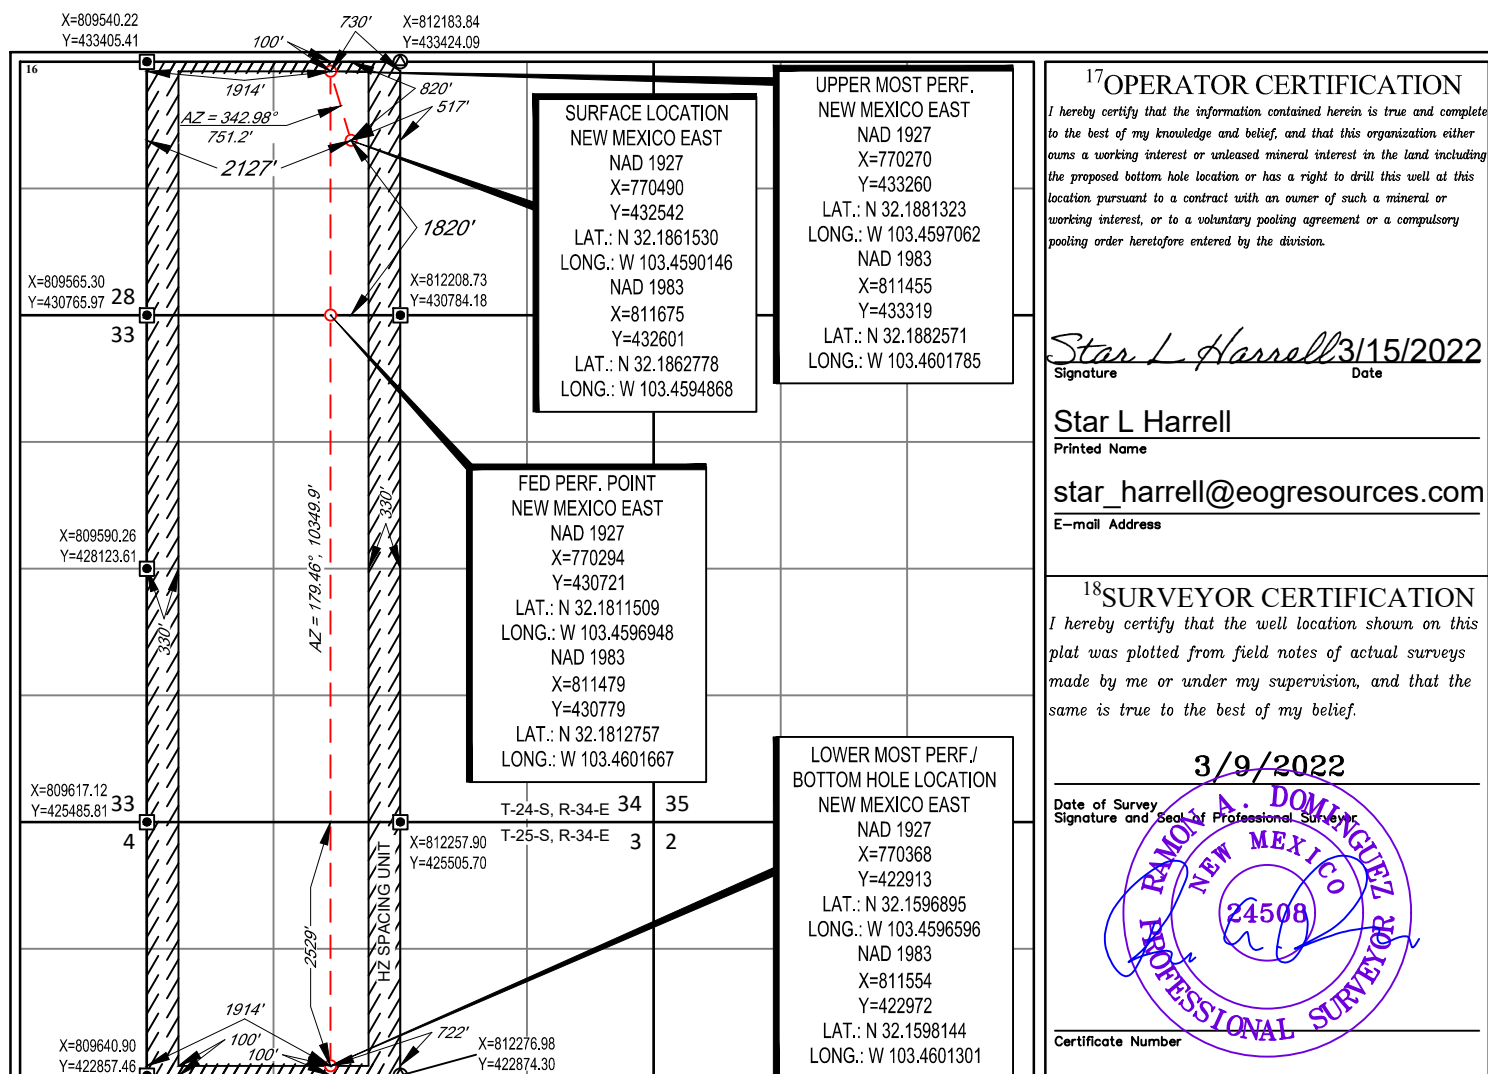 X=809540.22
Y=433405.41
730'
X=812183.84
Y=433424.09
100'
16
1914'
820'
517'
AZ = 342.98°
751.2'
2127'
1820'
SURFACE LOCATION
NEW MEXICO EAST
NAD 1927
X=770490
Y=432542
LAT.: N 32.1861530
LONG.: W 103.4590146
NAD 1983
X=811675
Y=432601
LAT.: N 32.1862778
LONG.: W 103.4594868
UPPER MOST PERF.
NEW MEXICO EAST
NAD 1927
X=770270
Y=433260
LAT.: N 32.1881323
LONG.: W 103.4597062
NAD 1983
X=811455
Y=433319
LAT.: N 32.1882571
LONG.: W 103.4601785
X=809565.30
Y=430765.97
28
33
X=812208.73
Y=430784.18
FED PERF. POINT
NEW MEXICO EAST
NAD 1927
X=770294
Y=430721
LAT.: N 32.1811509
LONG.: W 103.4596948
NAD 1983
X=811479
Y=430779
LAT.: N 32.1812757
LONG.: W 103.4601667
AZ = 179.46°, 10349.9'
330'
X=809590.26
Y=428123.61
330'
X=809617.12
Y=425485.81
33
4
T-24-S, R-34-E
34
35
T-25-S, R-34-E
3
2
X=812257.90
Y=425505.70
HZ SPACING UNIT
2529'
LOWER MOST PERF./
BOTTOM HOLE LOCATION
NEW MEXICO EAST
NAD 1927
X=770368
Y=422913
LAT.: N 32.1596895
LONG.: W 103.4596596
NAD 1983
X=811554
Y=422972
LAT.: N 32.1598144
LONG.: W 103.4601301
1914'
100'
100'
722'
X=809640.90
Y=422857.46
X=812276.98
Y=422874.30
17OPERATOR CERTIFICATION
I hereby certify that the information contained herein is true and complete
to the best of my knowledge and belief, and that this organization either
owns a working interest or unleased mineral interest in the land including
the proposed bottom hole location or has a right to drill this well at this
location pursuant to a contract with an owner of such a mineral or
working interest, or to a voluntary pooling agreement or a compulsory
pooling order heretofore entered by the division.
Star L Harrell 3/15/2022
Signature Date
Star L Harrell
Printed Name
star_harrell@eogresources.com
E-mail Address
18SURVEYOR CERTIFICATION
I hereby certify that the well location shown on this
plat was plotted from field notes of actual surveys
made by me or under my supervision, and that the
same is true to the best of my belief.
3/9/2022
Date of Survey
Signature and Seal of Professional Surveyor
RAMON A. DOMINGUEZ
NEW MEXICO
24508
PROFESSIONAL SURVEYOR
Certificate Number